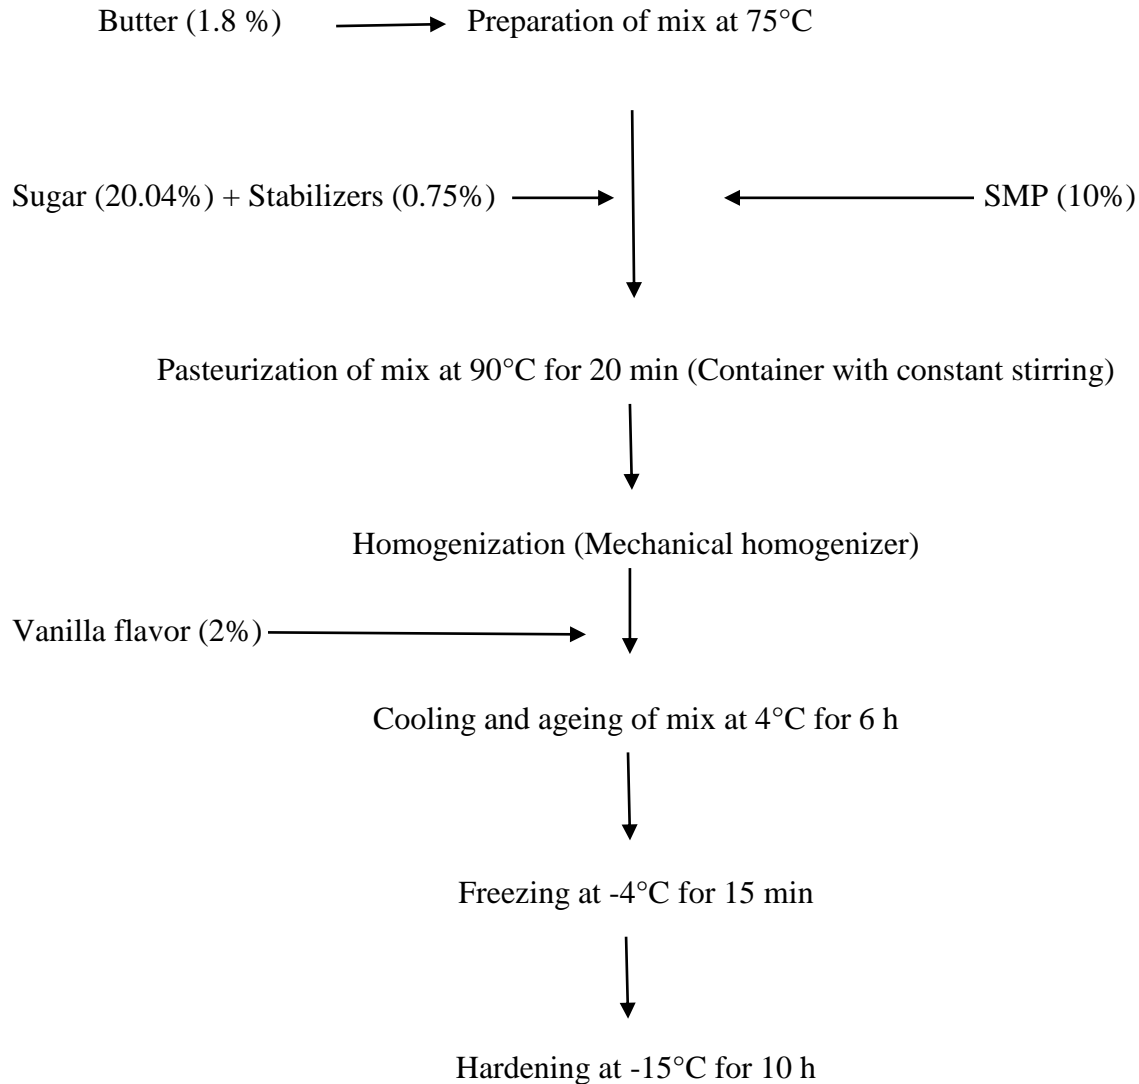 Butter (1.8 %)
Preparation of mix at 75°C
Sugar (20.04%) + Stabilizers (0.75%)
SMP (10%)
Pasteurization of mix at 90°C for 20 min (Container with constant stirring)
Homogenization (Mechanical homogenizer)
Vanilla flavor (2%)
Cooling and ageing of mix at 4°C for 6 h
Freezing at -4°C for 15 min
Hardening at -15°C for 10 h